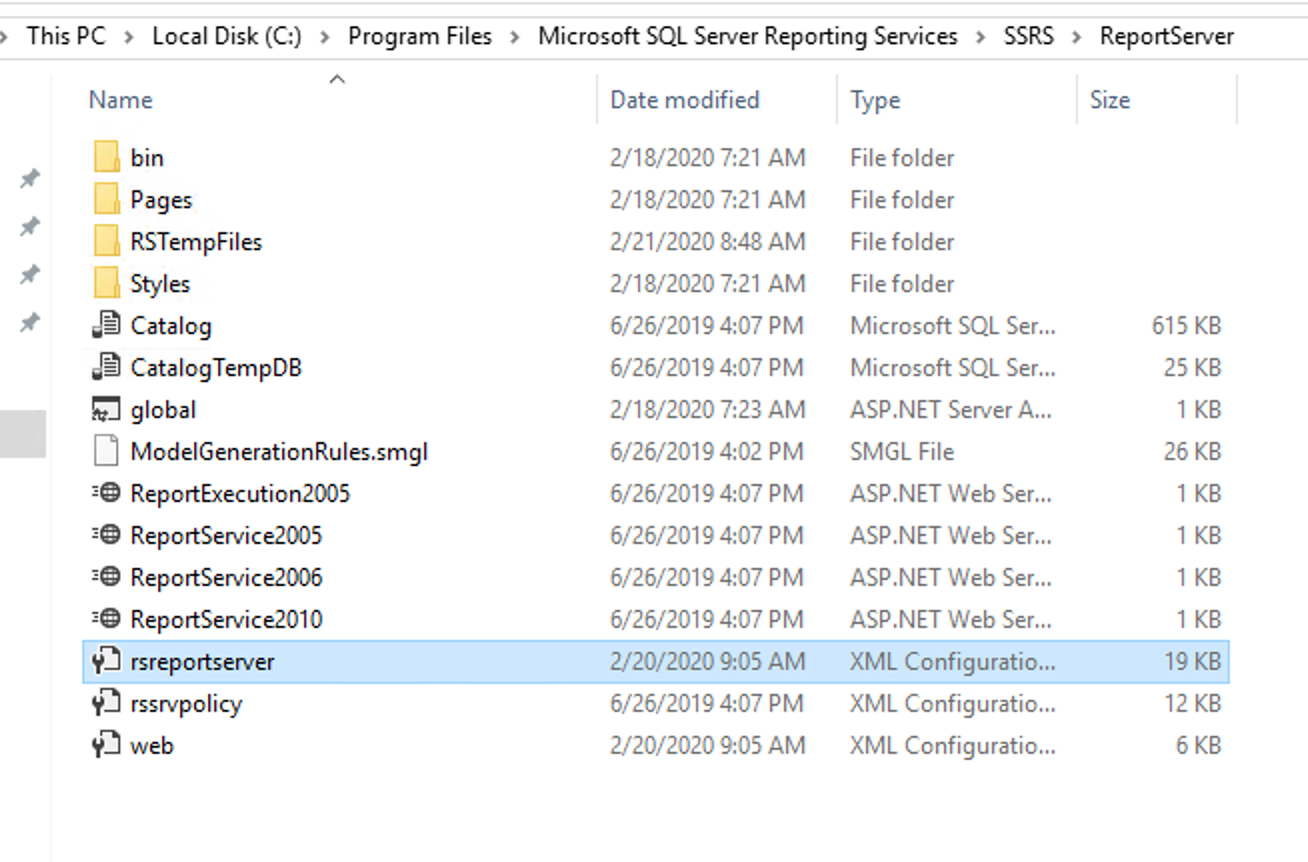 This PC > Local Disk (C:) > Program Files > Microsoft SQL Server Reporting Services > SSRS > ReportServer
Name Date modified Type Size
bin 2/18/2020 7:21 AM File folder
Pages 2/18/2020 7:21 AM File folder
RSTempFiles 2/21/2020 8:48 AM File folder
Styles 2/18/2020 7:21 AM File folder
Catalog 6/26/2019 4:07 PM Microsoft SQL Ser... 615 KB
CatalogTempDB 6/26/2019 4:07 PM Microsoft SQL Ser... 25 KB
global 2/18/2020 7:23 AM ASP.NET Server A... 1 KB
ModelGenerationRules.smgl 6/26/2019 4:02 PM SMGL File 26 KB
ReportExecution2005 6/26/2019 4:07 PM ASP.NET Web Ser... 1 KB
ReportService2005 6/26/2019 4:07 PM ASP.NET Web Ser... 1 KB
ReportService2006 6/26/2019 4:07 PM ASP.NET Web Ser... 1 KB
ReportService2010 6/26/2019 4:07 PM ASP.NET Web Ser... 1 KB
rsreportserver 2/20/2020 9:05 AM XML Configuratio... 19 KB
rssrvpolicy 6/26/2019 4:07 PM XML Configuratio... 12 KB
web 2/20/2020 9:05 AM XML Configuratio... 6 KB